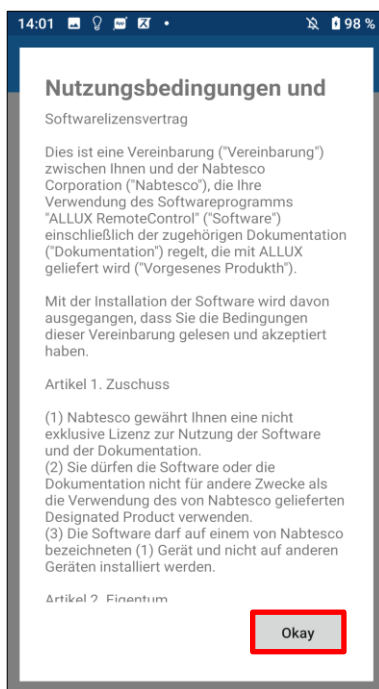 14:01 98 %
Nutzungsbedingungen und
Softwarelizensvertrag
Dies ist eine Vereinbarung ("Vereinbarung")
zwischen Ihnen und der Nabtesco
Corporation ("Nabtesco"), die Ihre
Verwendung des Softwareprogramms
"ALLUX RemoteControl" ("Software")
einschließlich der zugehörigen Dokumentation
("Dokumentation") regelt, die mit ALLUX
geliefert wird ("Vorgesenes Produkth").
Mit der Installation der Software wird davon
ausgegangen, dass Sie die Bedingungen
dieser Vereinbarung gelesen und akzeptiert
haben.
Artikel 1. Zuschuss
(1) Nabtesco gewährt Ihnen eine nicht
exklusive Lizenz zur Nutzung der Software
und der Dokumentation.
(2) Sie dürfen die Software oder die
Dokumentation nicht für andere Zwecke als
die Verwendung des von Nabtesco gelieferten
Designated Product verwenden.
(3) Die Software darf auf einem von Nabtesco
bezeichneten (1) Gerät und nicht auf anderen
Geräten installiert werden.
Artikel 2. Eigentum
Okay